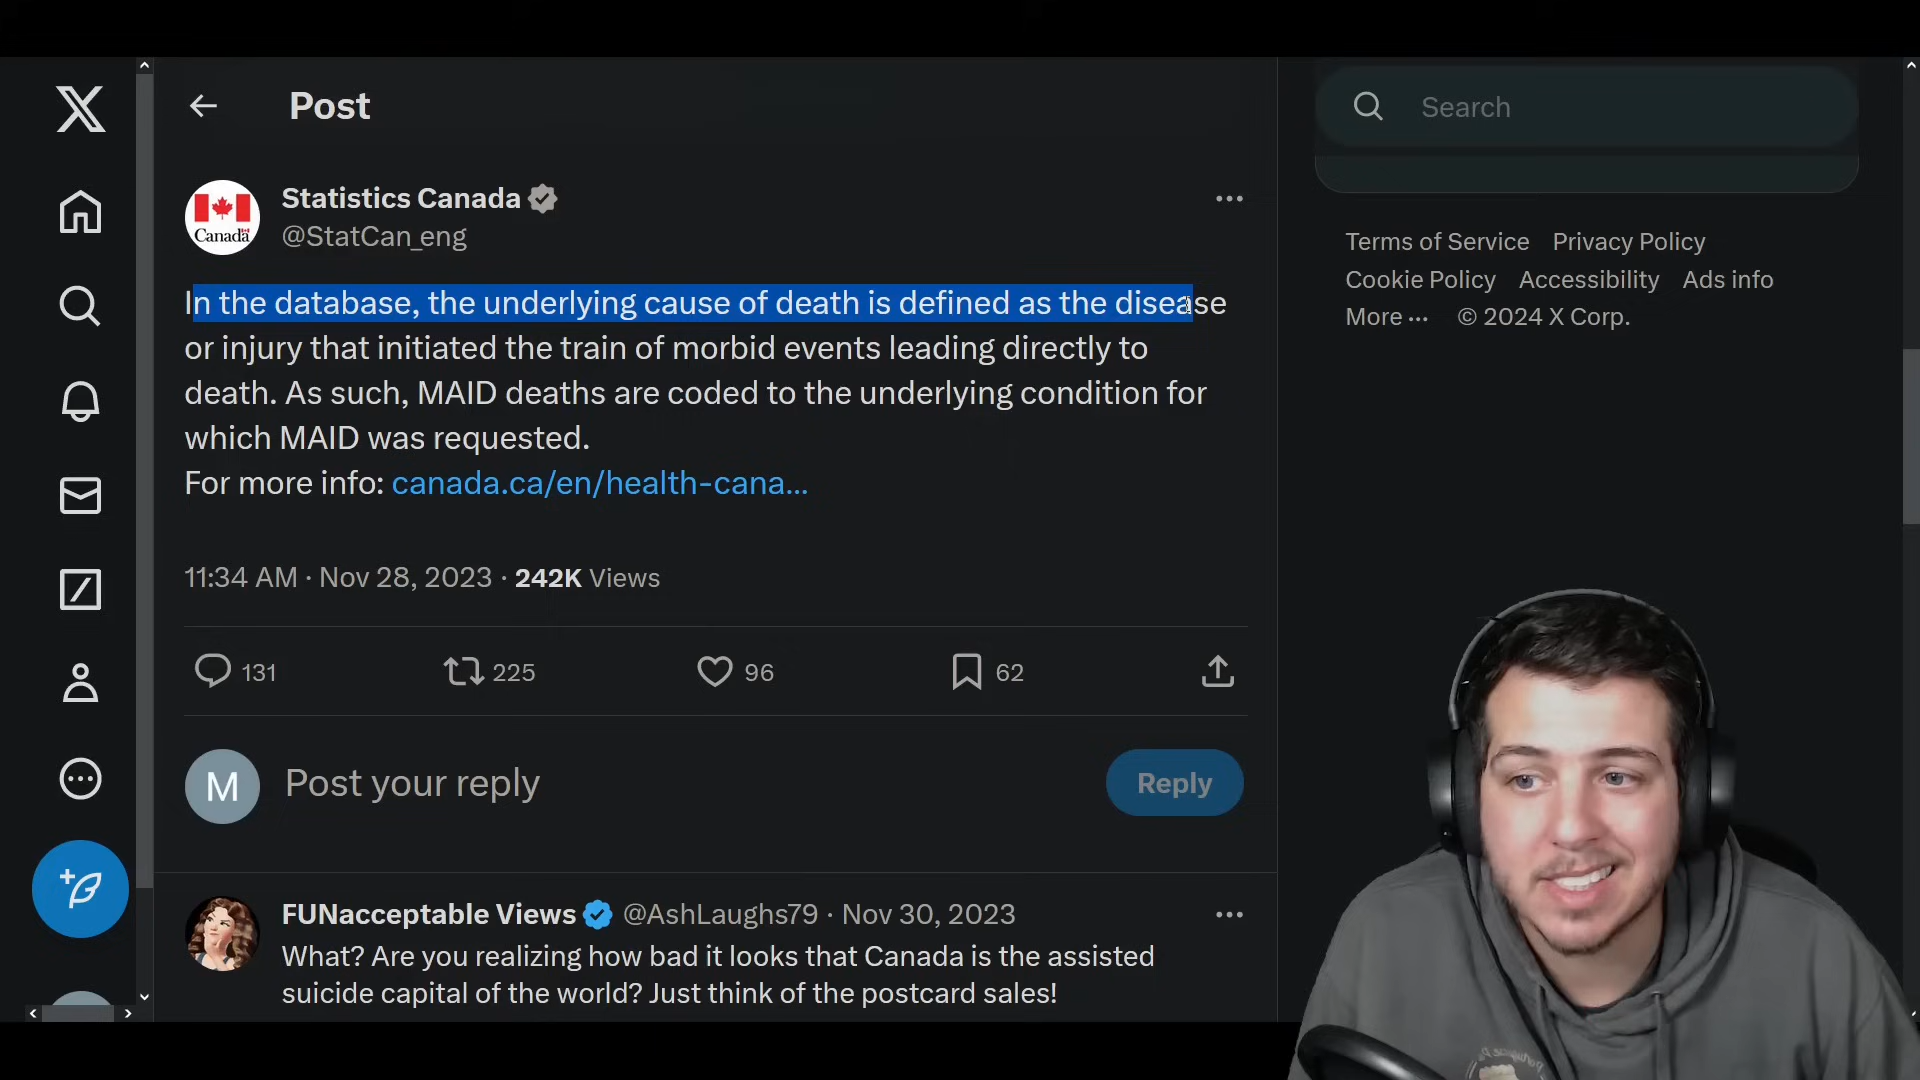 Post
Search
Statistics Canada
@StatCan_eng
Canada
In the database, the underlying cause of death is defined as the disease
or injury that initiated the train of morbid events leading directly to
death. As such, MAID deaths are coded to the underlying condition for
which MAID was requested.
For more info: canada.ca/en/health-cana...
11:34 AM · Nov 28, 2023 · 242K Views
131 225 96 62
M
Post your reply
Reply
FUNacceptable Views @AshLaughs79 · Nov 30, 2023
What? Are you realizing how bad it looks that Canada is the assisted
suicide capital of the world? Just think of the postcard sales!
Terms of Service Privacy Policy
Cookie Policy Accessibility Ads info
More ··· © 2024 X Corp.